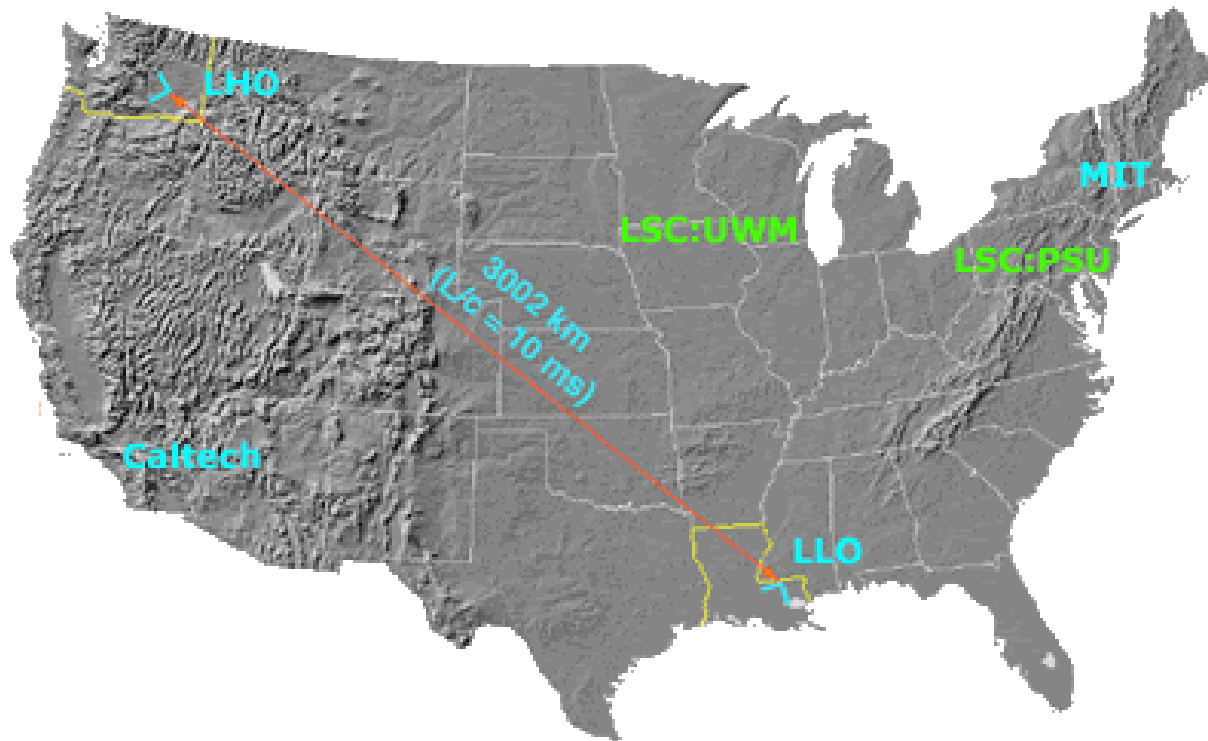 LHO
MIT
LSC:UWM
LSC:PSU
3002 km
(L/c = 10 ms)
Caltech
LLO